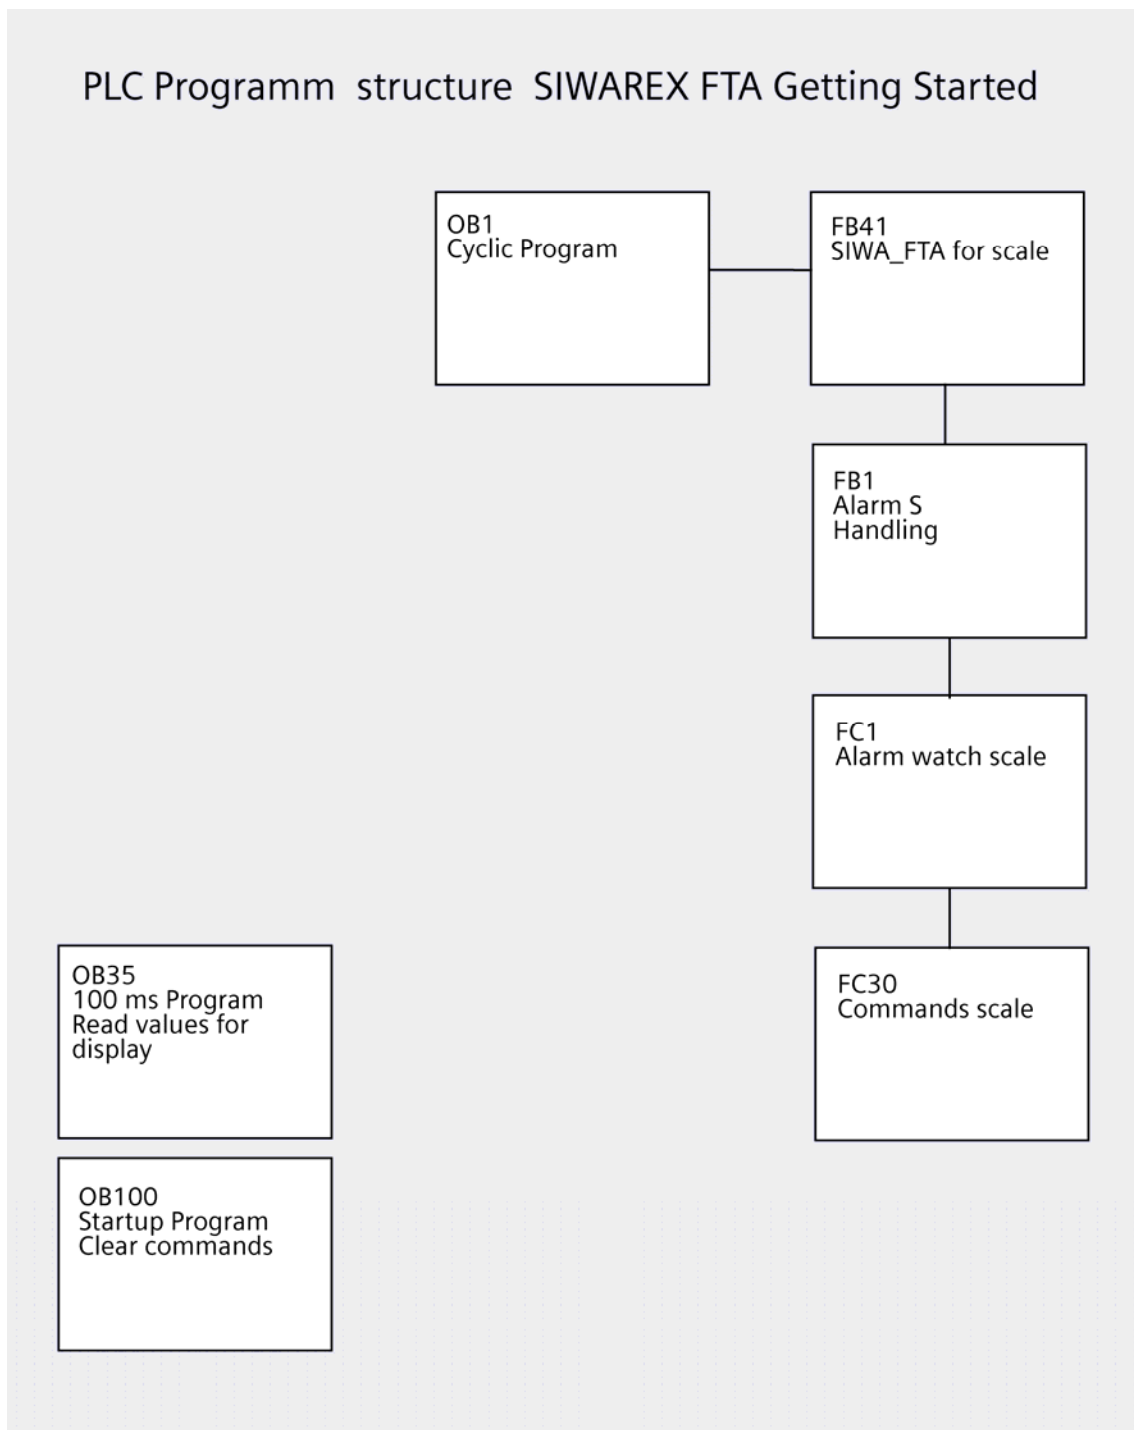 PLC Programm structure SIWAREX FTA Getting Started
OB1
Cyclic Program
FB41
SIWA_FTA for scale
FB1
Alarm S
Handling
FC1
Alarm watch scale
OB35
100 ms Program
Read values for
display
FC30
Commands scale
OB100
Startup Program
Clear commands